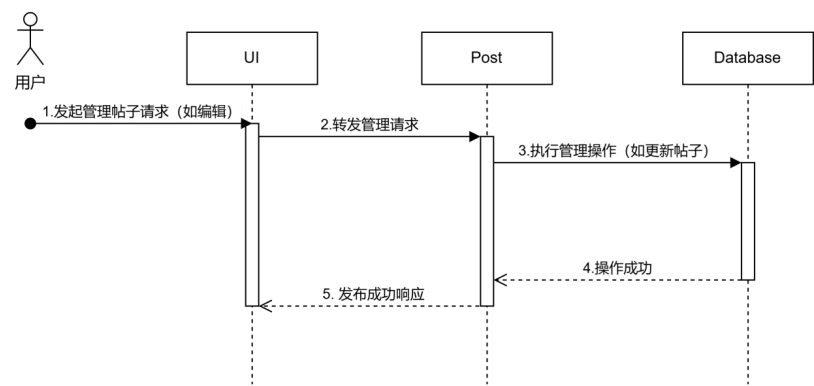 UI
Post
Database
用户
1.发起管理帖子请求（如编辑）
2.转发管理请求
3.执行管理操作（如更新帖子）
4.操作成功
5. 发布成功响应